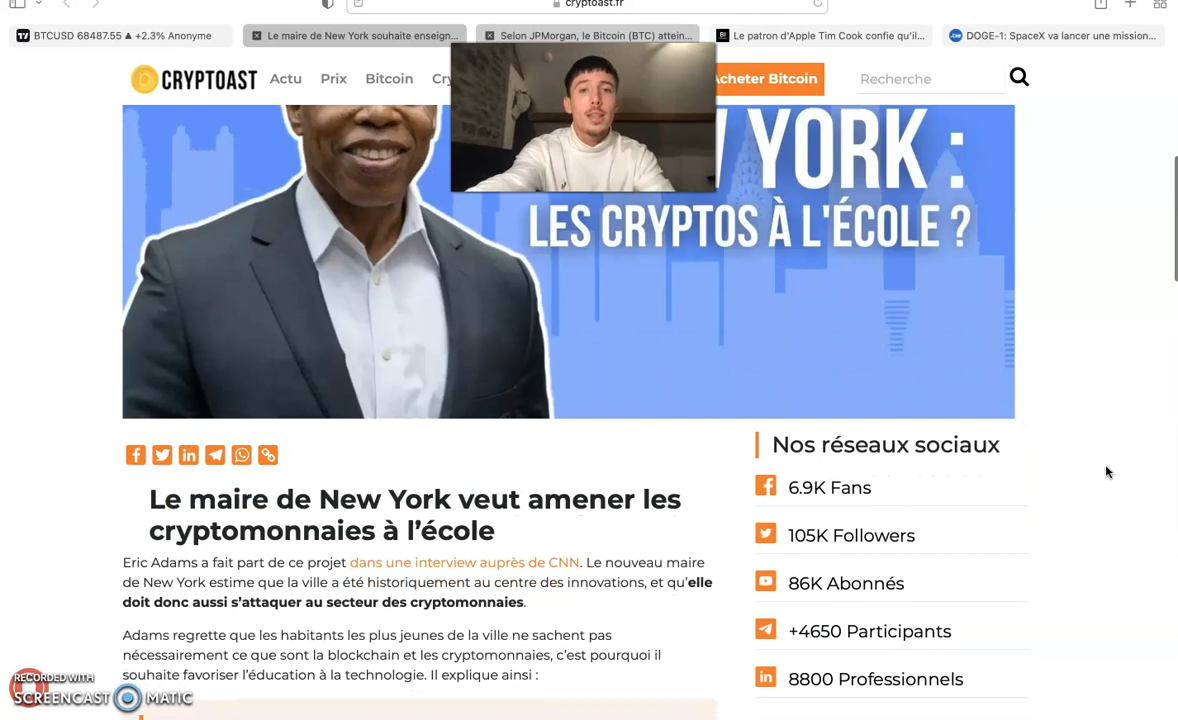 cryptoast.fr
BTCUSD 68487.55 ▲ +2.3% Anonyme
Le maire de New York souhaite enseign...
Selon JPMorgan, le Bitcoin (BTC) attein...
Le patron d'Apple Tim Cook confie qu'il...
DOGE-1: SpaceX va lancer une mission...
CRYPTOAST
Actu
Prix
Bitcoin
Acheter Bitcoin
Recherche
YORK :
LES CRYPTOS À L'ÉCOLE ?
Nos réseaux sociaux
6.9K Fans
105K Followers
86K Abonnés
+4650 Participants
8800 Professionnels
Le maire de New York veut amener les
cryptomonnaies à l'école
Eric Adams a fait part de ce projet dans une interview auprès de CNN. Le nouveau maire
de New York estime que la ville a été historiquement au centre des innovations, et qu'elle
doit donc aussi s'attaquer au secteur des cryptomonnaies.
Adams regrette que les habitants les plus jeunes de la ville ne sachent pas
nécessairement ce que sont la blockchain et les cryptomonnaies, c'est pourquoi il
souhaite favoriser l'éducation à la technologie. Il explique ainsi :
RECORDED WITH
SCREENCAST MATIC